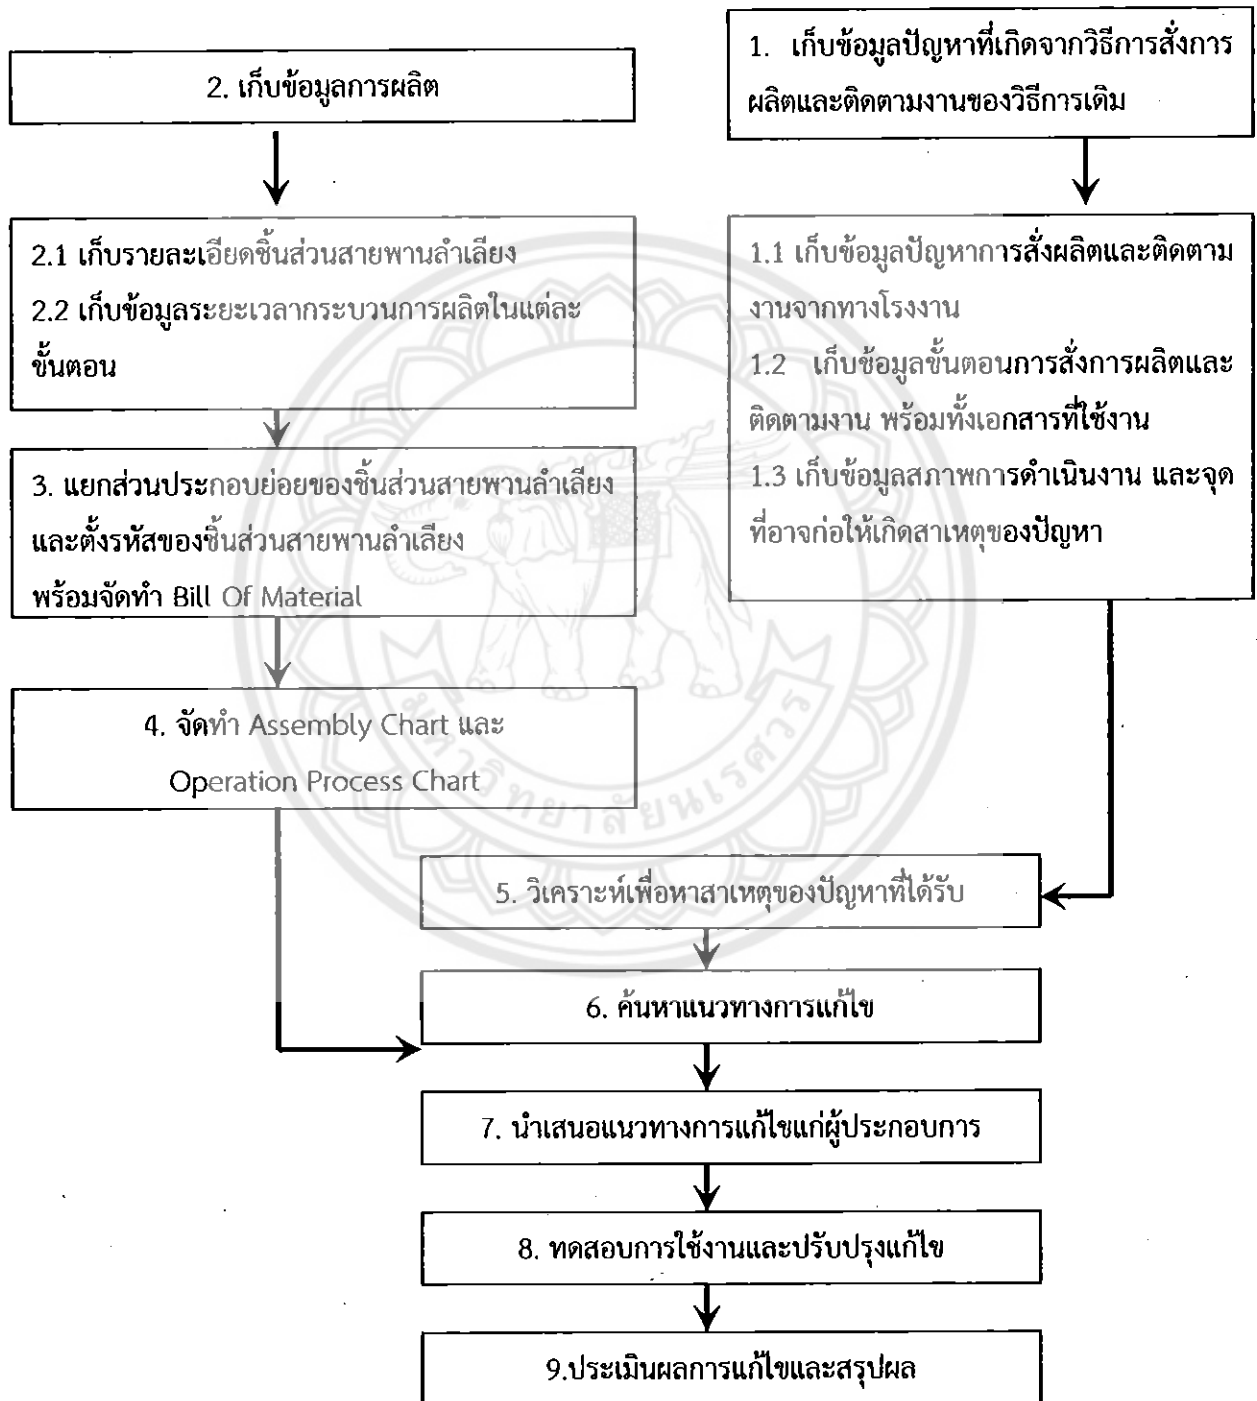 1. เก็บข้อมูลปัญหาที่เกิดจากวิธีการสั่งการ
ผลิตและติดตามงานของวิธีการเดิม
2. เก็บข้อมูลการผลิต
1.1 เก็บข้อมูลปัญหาการสั่งผลิตและติดตาม
งานจากทางโรงงาน
1.2 เก็บข้อมูลขั้นตอนการสั่งการผลิตและ
ติดตามงาน พร้อมทั้งเอกสารที่ใช้งาน
1.3 เก็บข้อมูลสภาพการดำเนินงาน และจุด
ที่อาจก่อให้เกิดสาเหตุของปัญหา
2.1 เก็บรายละเอียดชิ้นส่วนสายพานลำเลียง
2.2 เก็บข้อมูลระยะเวลากระบวนการผลิตในแต่ละ
ขั้นตอน
3. แยกส่วนประกอบย่อยของชิ้นส่วนสายพานลำเลียง
และตั้งรหัสของชิ้นส่วนสายพานลำเลียง
พร้อมจัดทำ Bill Of Material
4. จัดทำ Assembly Chart และ
Operation Process Chart
มหาวิทยาลัยนเรศวร
5. วิเคราะห์เพื่อหาสาเหตุของปัญหาที่ได้รับ
6. ค้นหาแนวทางการแก้ไข
7. นำเสนอแนวทางการแก้ไขแก่ผู้ประกอบการ
8. ทดสอบการใช้งานและปรับปรุงแก้ไข
9.ประเมินผลการแก้ไขและสรุปผล